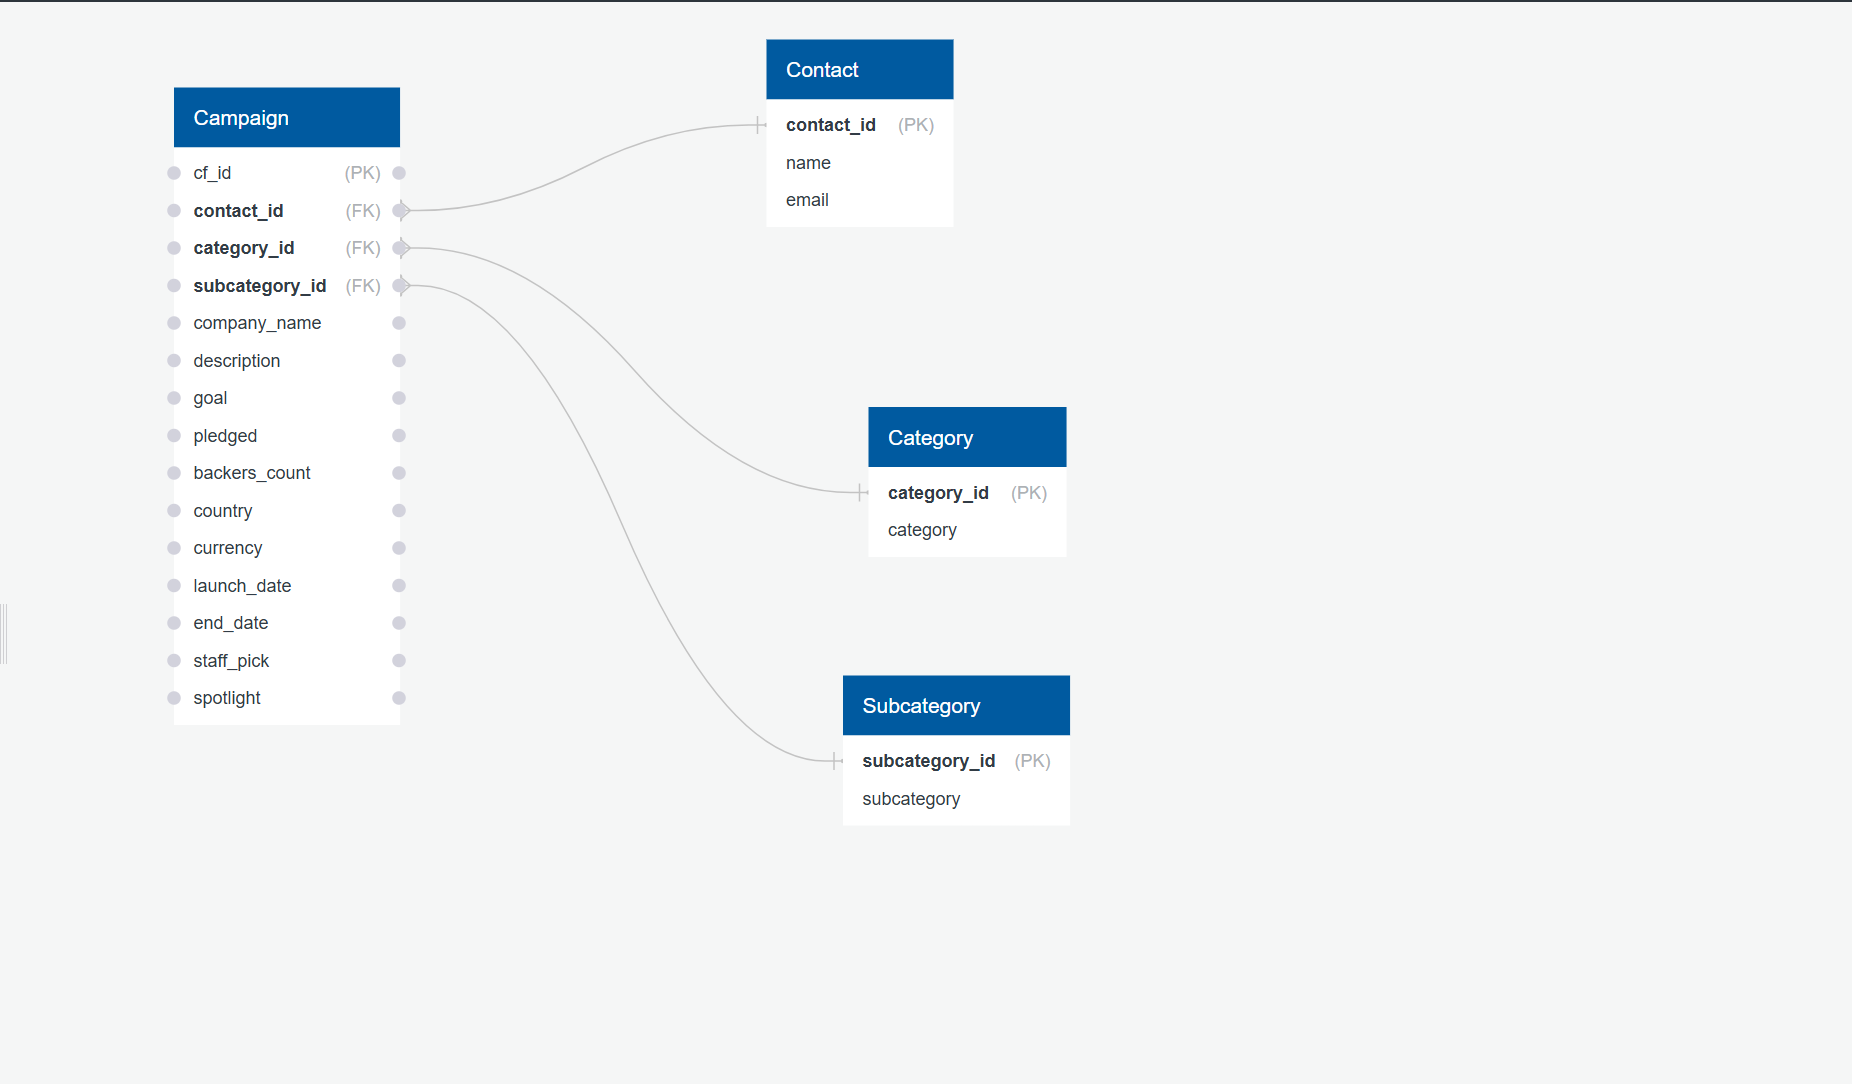 Campaign
cf_id (PK)
contact_id (FK)
category_id (FK)
subcategory_id (FK)
company_name
description
goal
pledged
backers_count
country
currency
launch_date
end_date
staff_pick
spotlight
Contact
contact_id (PK)
name
email
Category
category_id (PK)
category
Subcategory
subcategory_id (PK)
subcategory